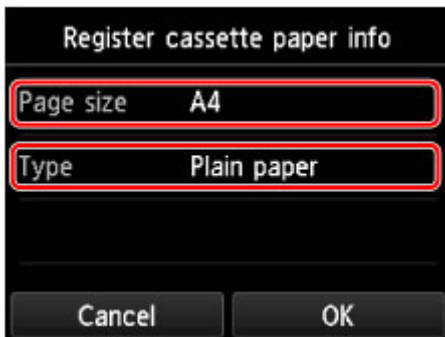 Register cassette paper info
Page size A4
Type Plain paper
Cancel OK